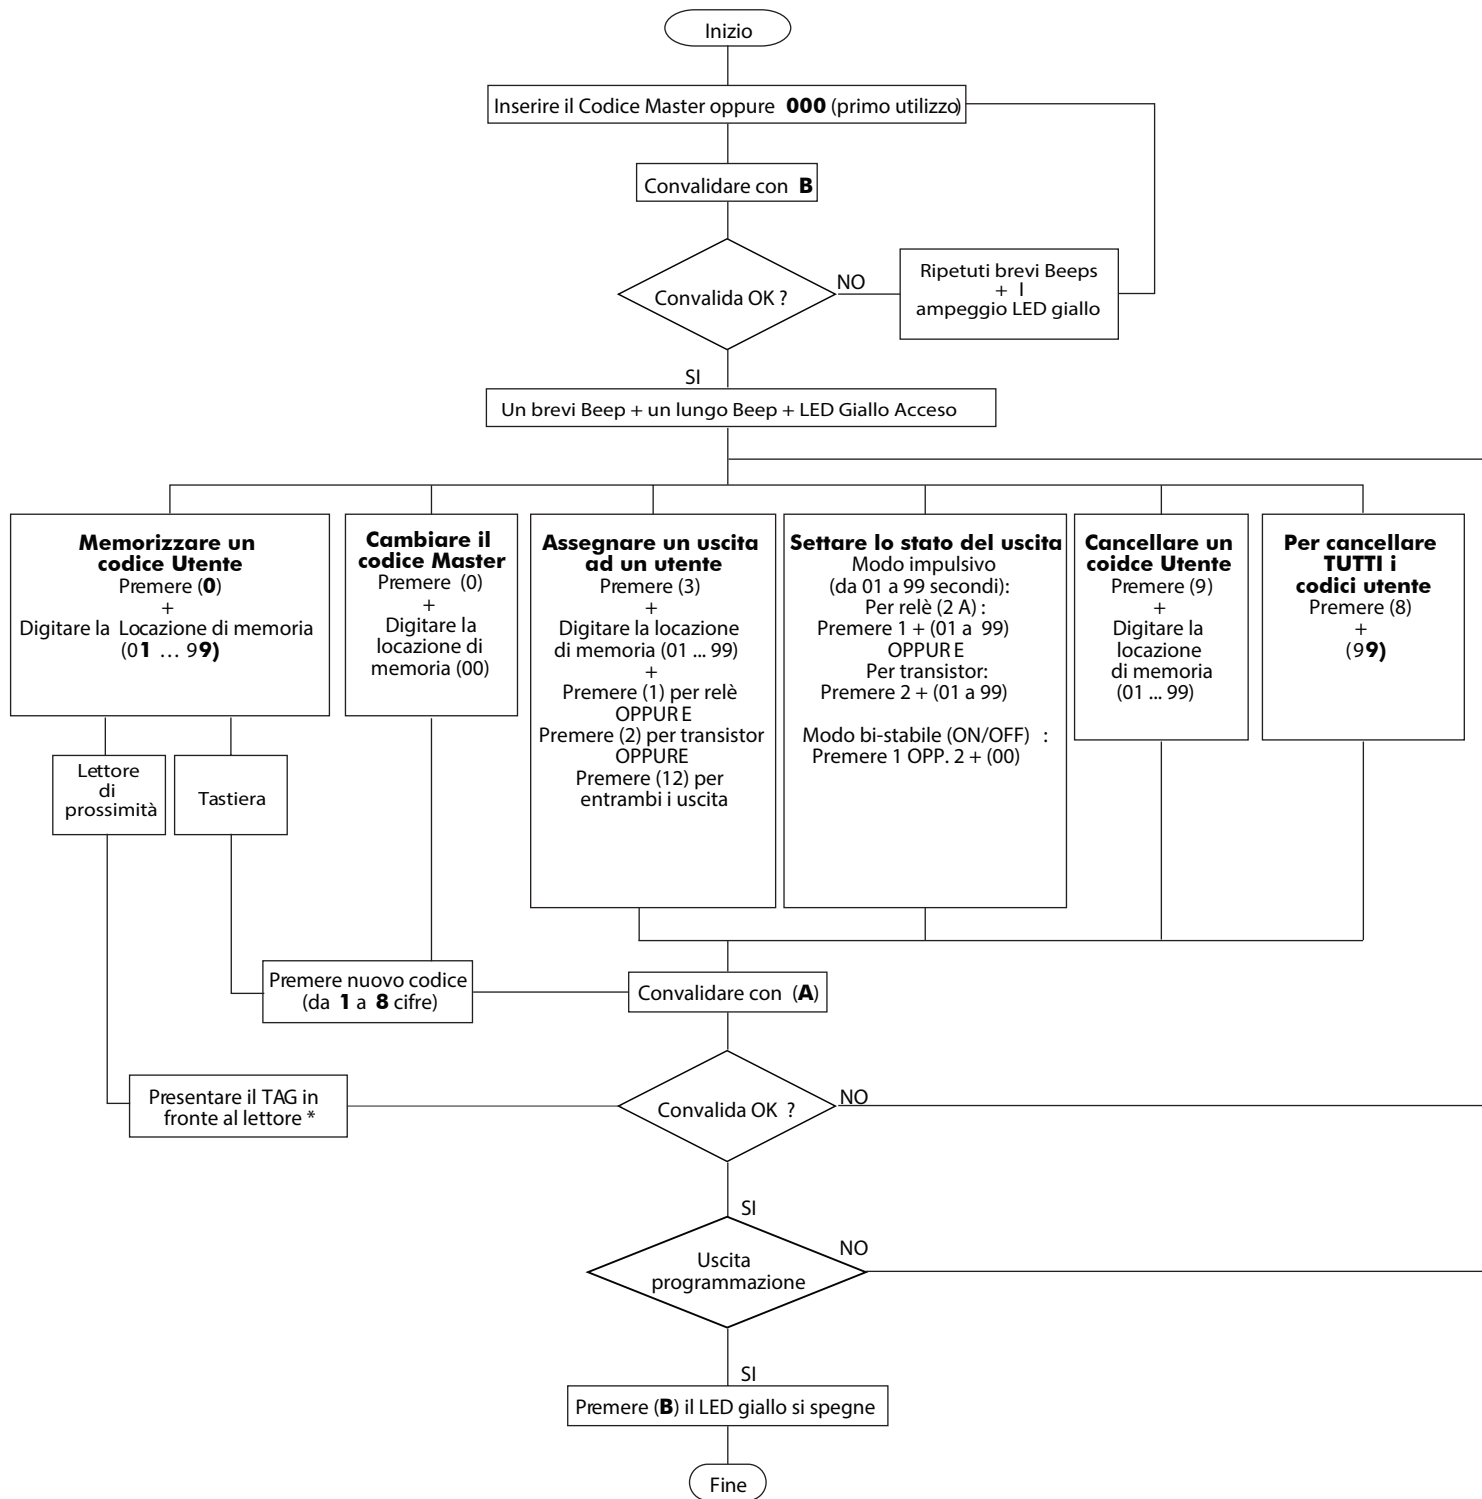 Inizio
Inserire il Codice Master oppure 000 (primo utilizzo)
Convalidare con B
Convalida OK ?
NO
Ripetuti brevi Beeps
+ l
ampeggio LED giallo
SI
Un brevi Beep + un lungo Beep + LED Giallo Acceso
Memorizzare un
codice Utente
Premere (0)
+
Digitare la Locazione di memoria
(01 ... 99)
Lettore
di
prossimità
Tastiera
Cambiare il
codice Master
Premere (0)
+
Digitare la
locazione di
memoria (00)
Assegnare un uscita
ad un utente
Premere (3)
+
Digitare la locazione
di memoria (01 ... 99)
+
Premere (1) per relè
OPPUR E
Premere (2) per transistor
OPPURE
Premere (12) per
entrambi i uscita
Settare lo stato del uscita
Modo impulsivo
(da 01 a 99 secondi):
Per relè (2 A) :
Premere 1 + (01 a 99)
OPPUR E
Per transistor:
Premere 2 + (01 a 99)
Modo bi-stabile (ON/OFF) :
Premere 1 OPP. 2 + (00)
Cancellare un
coidce Utente
Premere (9)
+
Digitare la
locazione
di memoria
(01 ... 99)
Per cancellare
TUTTI i
codici utente
Premere (8)
+
(99)
Premere nuovo codice
(da 1 a 8 cifre)
Convalidare con (A)
Presentare il TAG in
fronte al lettore *
Convalida OK ?
NO
SI
Uscita
programmazione
NO
SI
Premere (B) il LED giallo si spegne
Fine